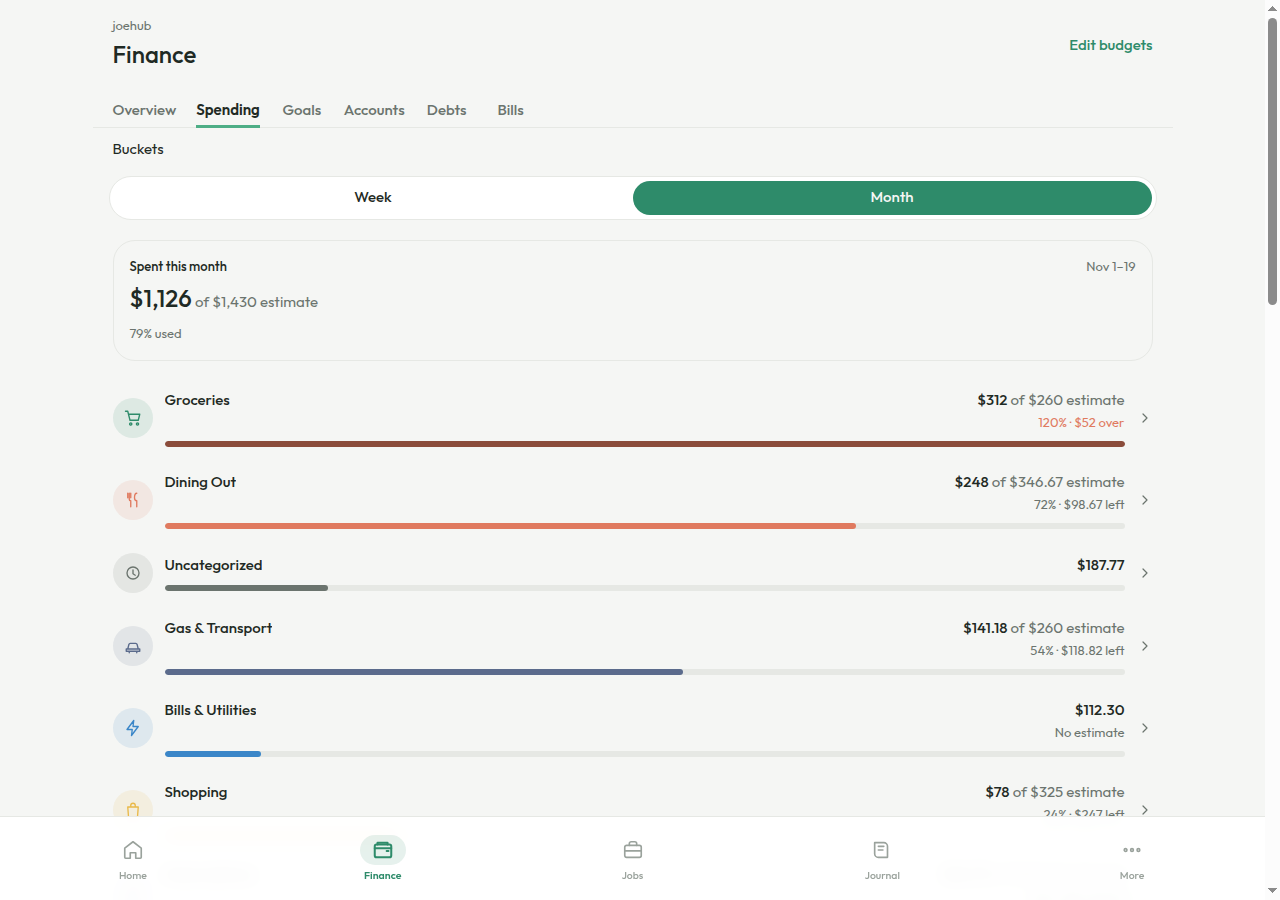 joehub
Finance
Edit budgets
Overview Spending Goals Accounts Debts Bills
Buckets
Week Month
Spent this month Nov 1–19
$1,126 of $1,430 estimate
79% used
Groceries $312 of $260 estimate
120% · $52 over
Dining Out $248 of $346.67 estimate
72% · $98.67 left
Uncategorized $187.77
Gas & Transport $141.18 of $260 estimate
54% · $118.82 left
Bills & Utilities $112.30
No estimate
Shopping $78 of $325 estimate
24% · $247 left
Home Finance Jobs Journal More